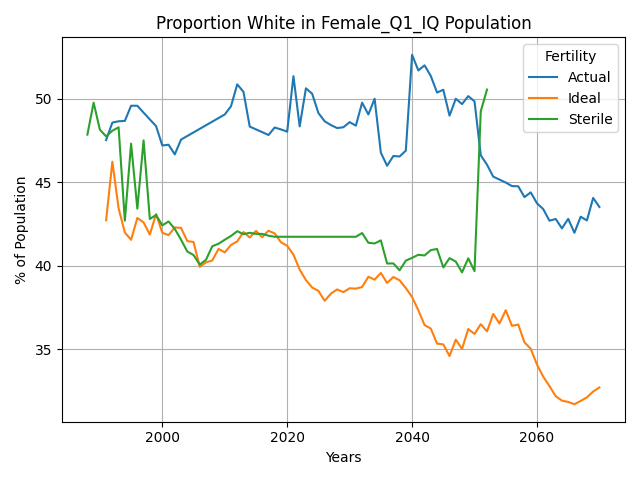 Proportion White in Female_Q1_IQ Population
Fertility
Actual
Ideal
Sterile
% of Population
50
45
40
35
2000
2020
2040
2060
Years